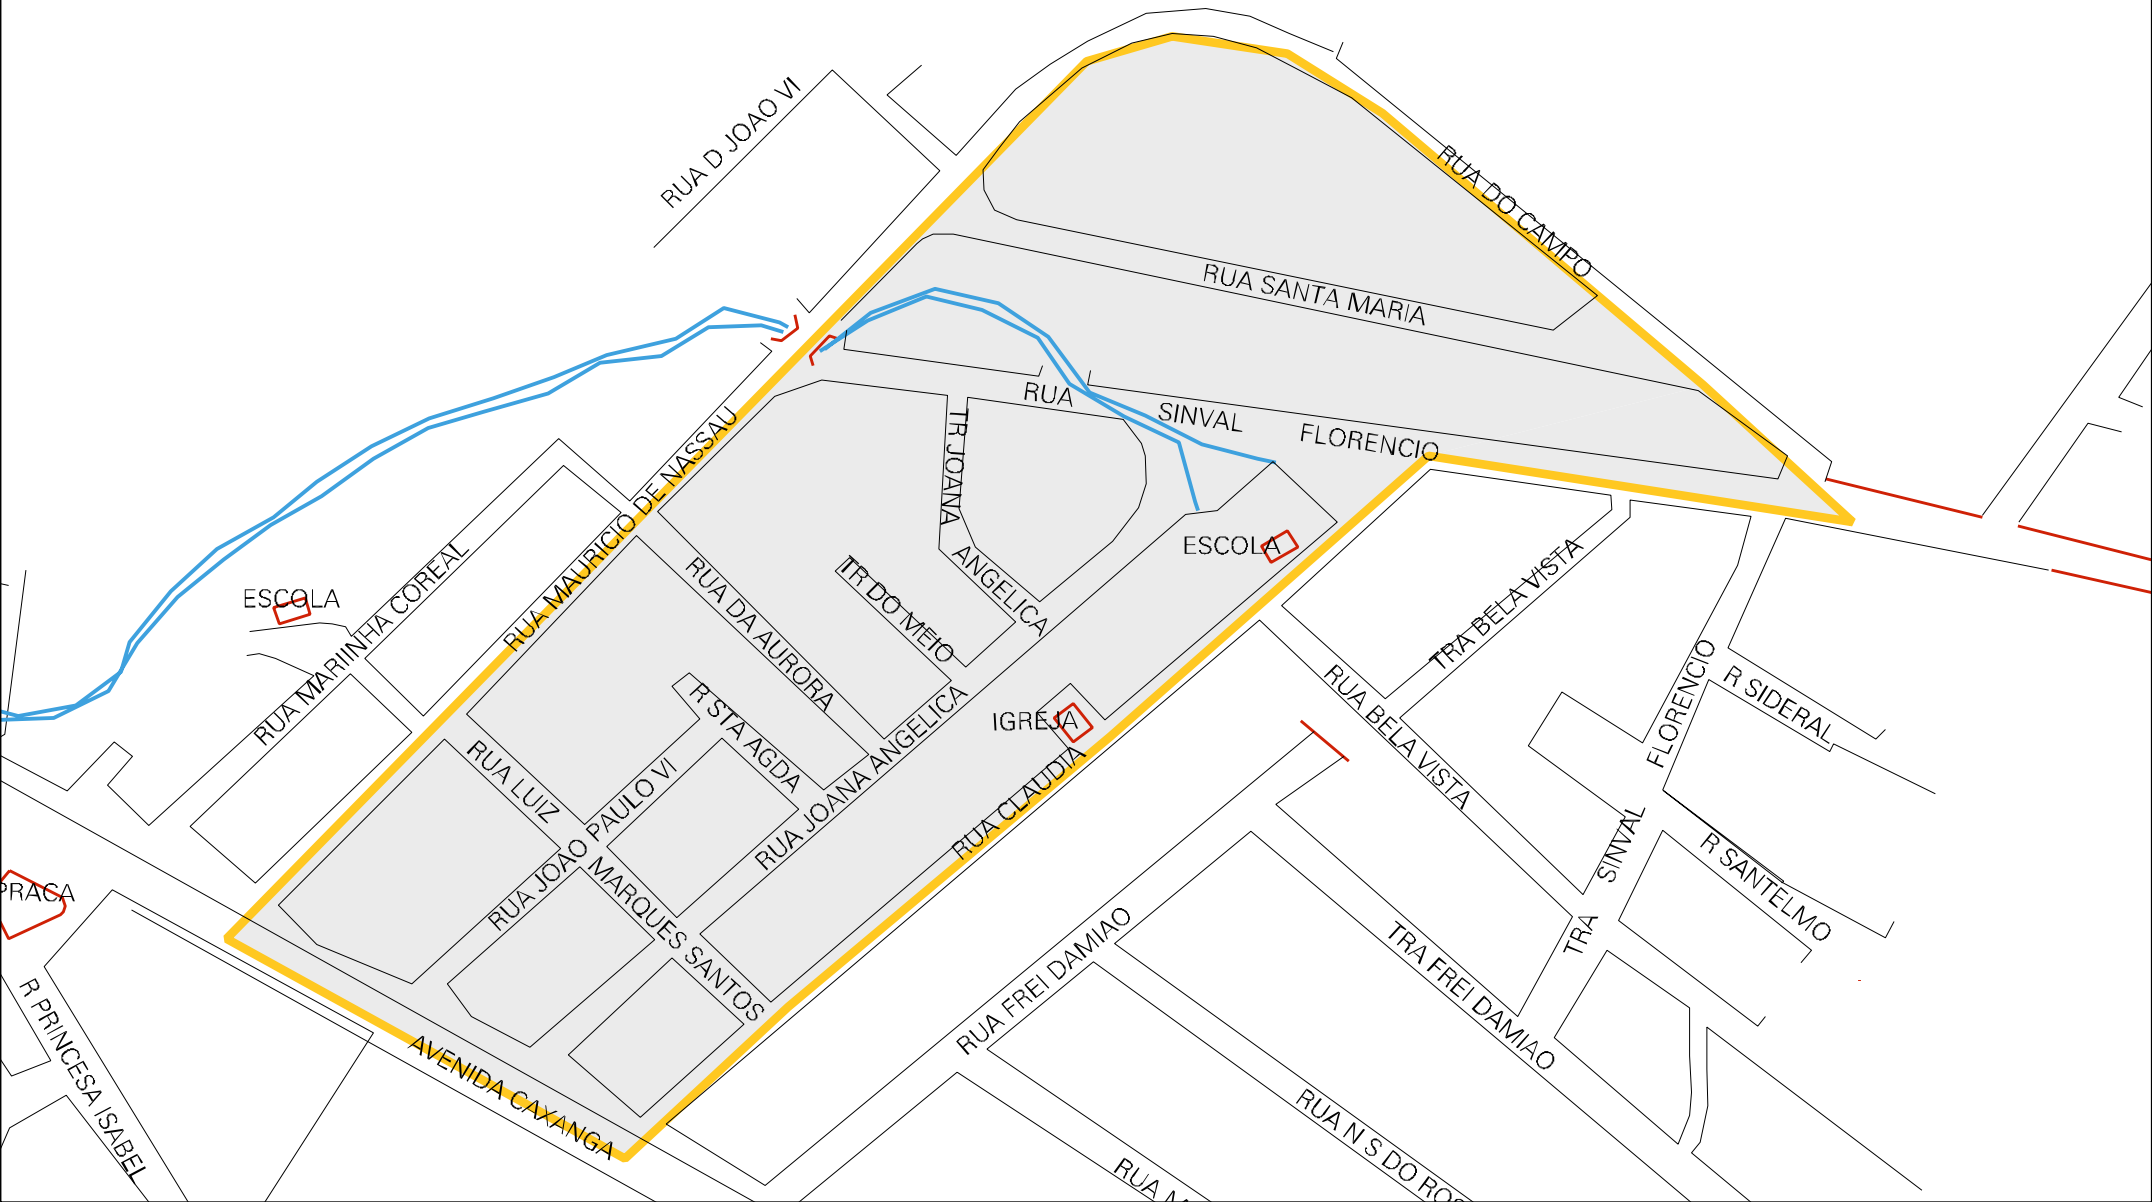 RUA D JOAO VI
RUA DO CAMPO
RUA SANTA MARIA
RUA SINVAL FLORENCIO
TR JOANA ANGELICA
RUA MAURICIO DE NASSAU
ESCOLA
ESCOLA
RUA MARIINHA COREAL
RUA DA AURORA
TR DO MEIO
TRA BELA VISTA
R STA AGDA
IGREJA
RUA JOANA ANGELICA
RUA CLAUDIA
RUA BELA VISTA
R SIDERAL
TRA SINVAL FLORENCIO
R SANTELMO
RUA LUIZ MARQUES SANTOS
RUA JOAO PAULO VI
PRACA
R PRINCESA ISABEL
AVENIDA CAXANGA
RUA FREI DAMIAO
TRA FREI DAMIAO
RUA N S DO
RUA